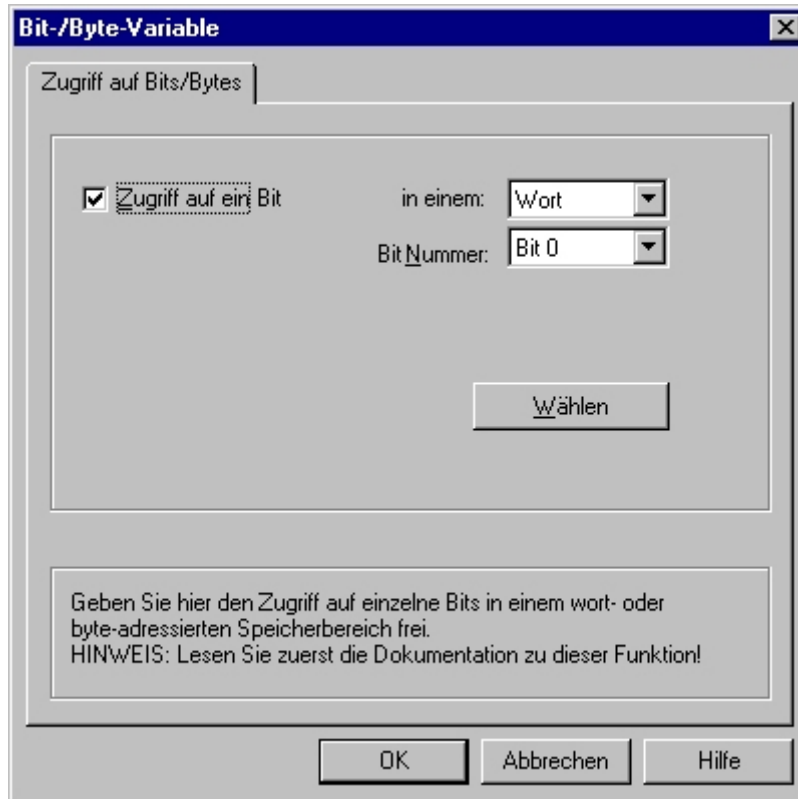 Bit-/Byte-Variable
Zugriff auf Bits/Bytes
Zugriff auf ein Bit in einem: Wort
Bit Nummer: Bit 0
Wählen
Geben Sie hier den Zugriff auf einzelne Bits in einem wort- oder
byte-adressierten Speicherbereich frei.
HINWEIS: Lesen Sie zuerst die Dokumentation zu dieser Funktion!
OK Abbrechen Hilfe